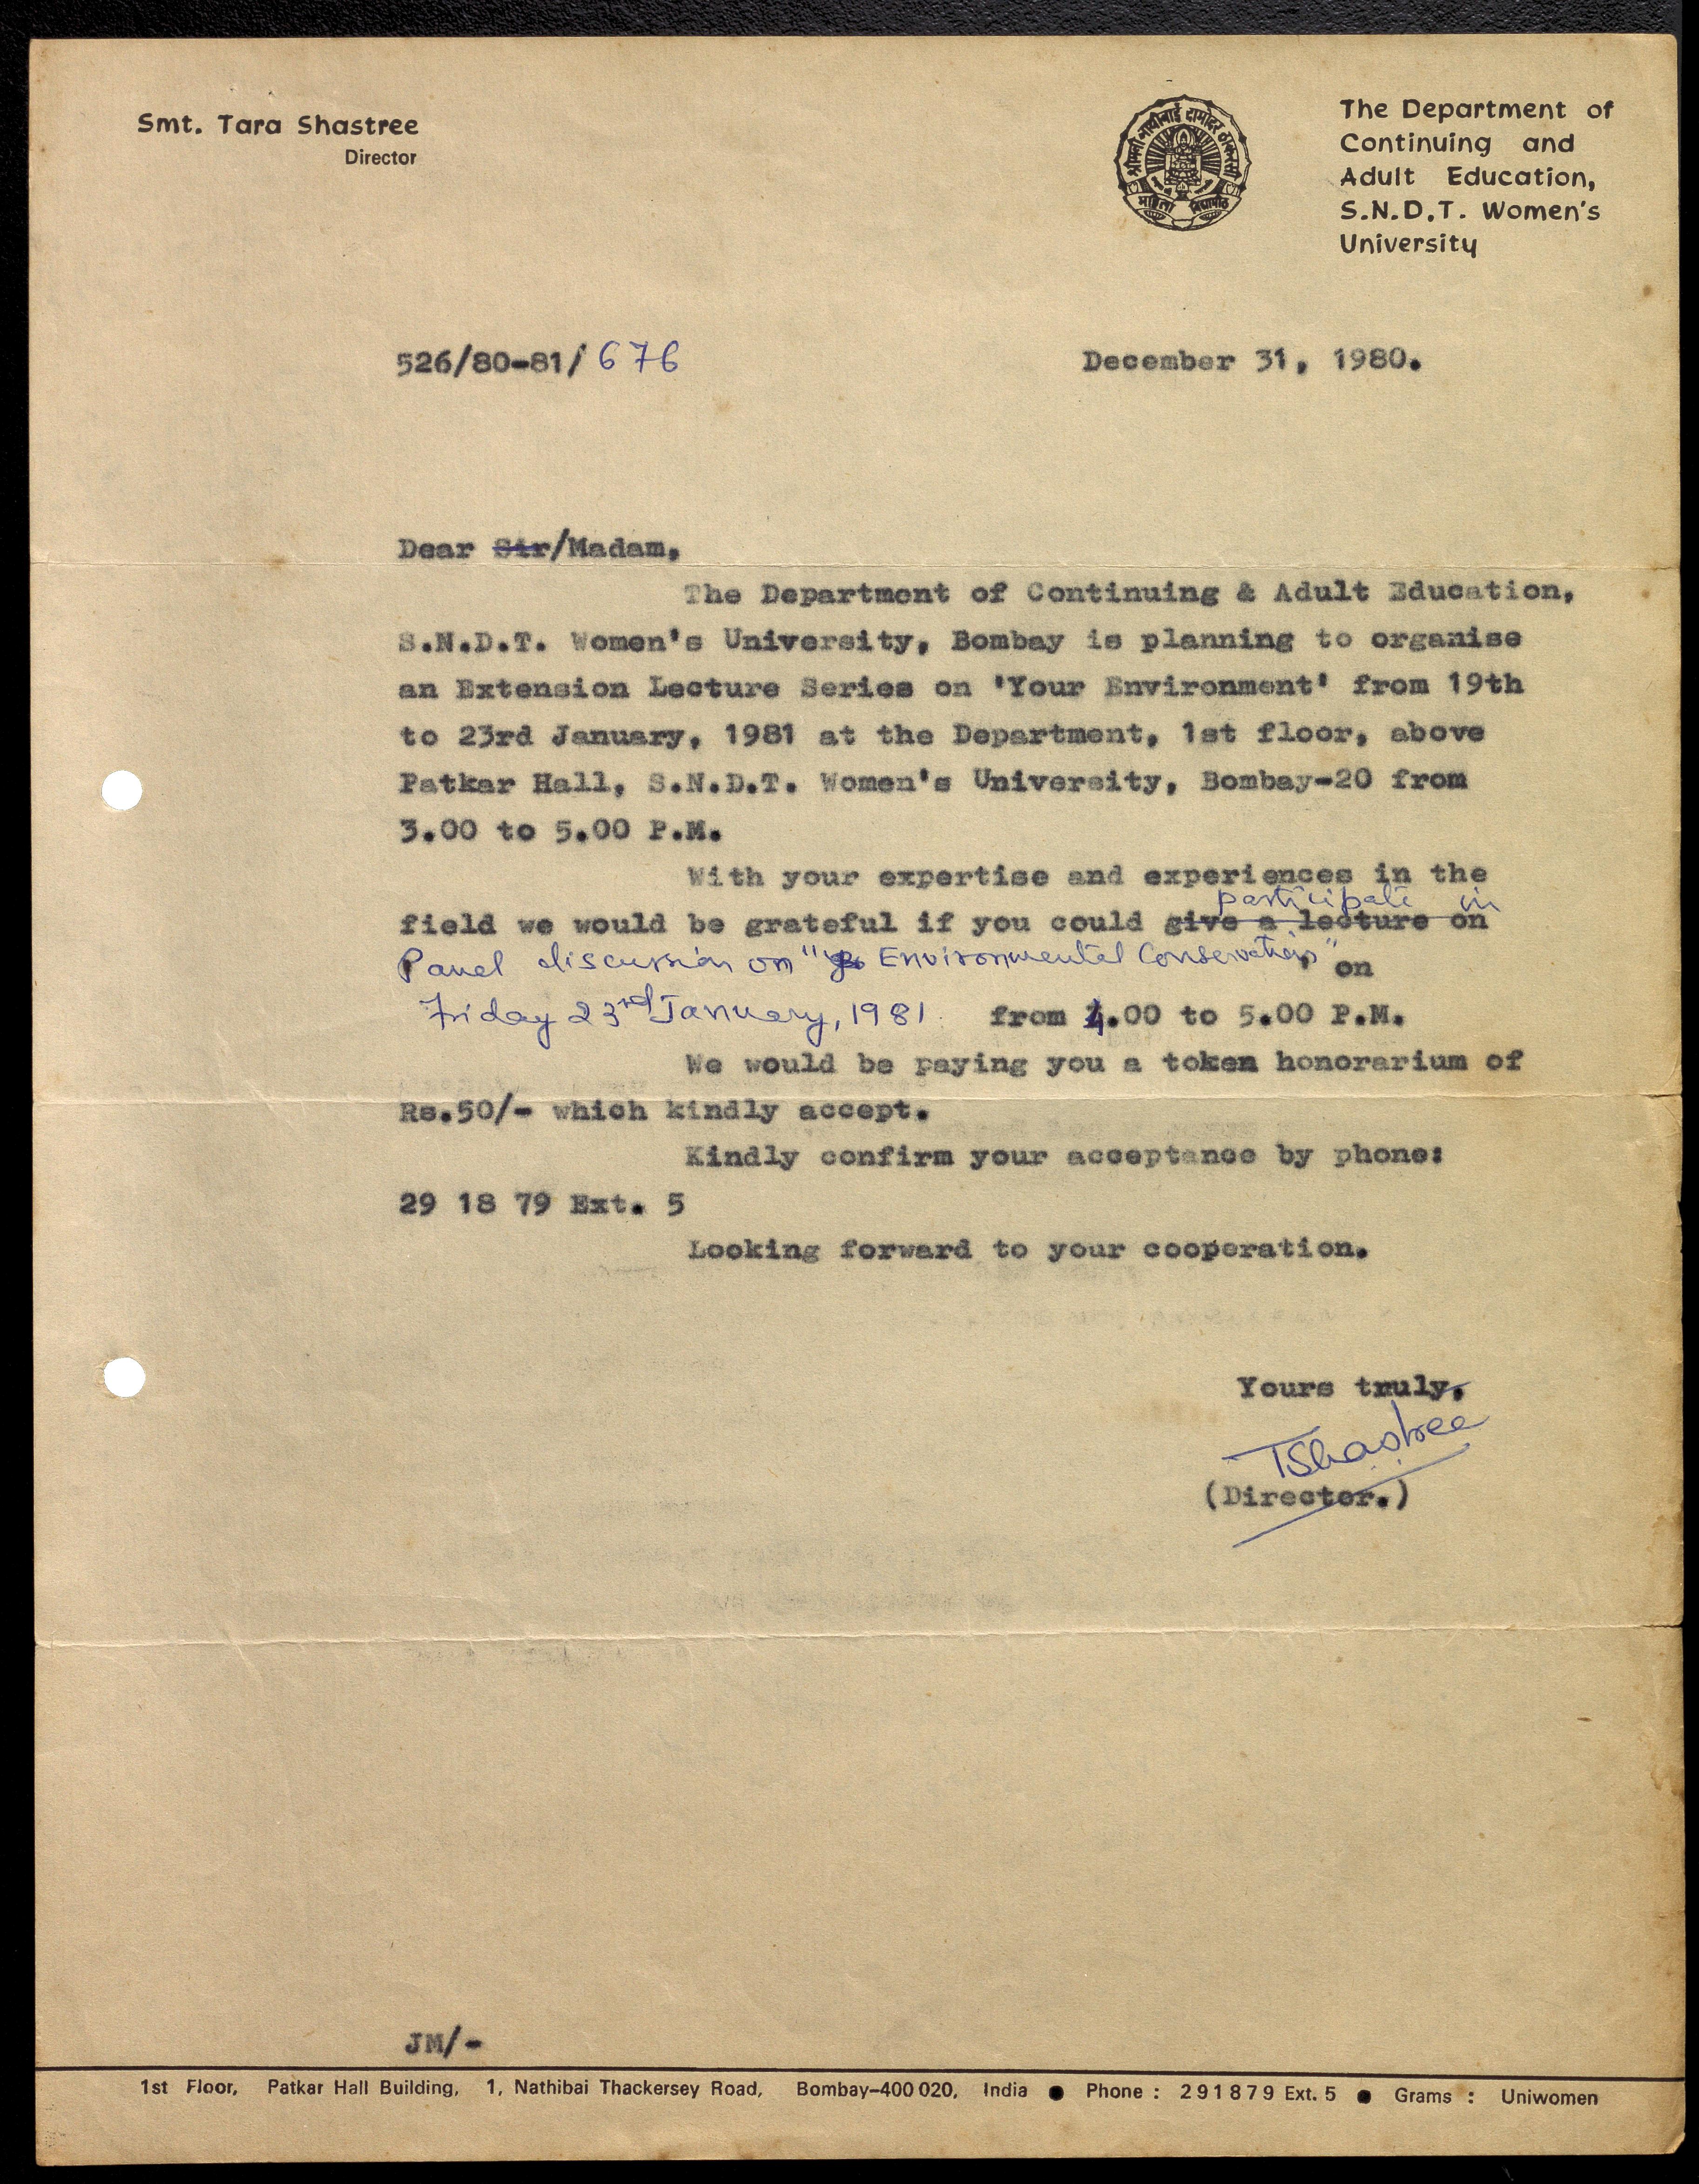 Smt. Tara Shastree
Director
श्रीमती नाथीबाई दामोदर ठाकरसी
महिला विद्यापीठ
The Department of
Continuing and
Adult Education,
S.N.D.T. Women's
University
526/80-81/ 676
December 31, 1980.
Dear Sir/Madam,
The Department of Continuing & Adult Education,
S.N.D.T. Women's University, Bombay is planning to organise
an Extension Lecture Series on 'Your Environment' from 19th
to 23rd January, 1981 at the Department, 1st floor, above
Patkar Hall, S.N.D.T. Women's University, Bombay-20 from
3.00 to 5.00 P.M.
With your expertise and experiences in the
participate in
field we would be grateful if you could give a lecture on
Panel discussion on "Environmental Conservation" on
Friday 23rd January, 1981 from 4.00 to 5.00 P.M.
We would be paying you a token honorarium of
Rs.50/- which kindly accept.
Kindly confirm your acceptance by phone:
29 18 79 Ext. 5
Looking forward to your cooperation.
Yours truly,
TShastree
(Director.)
JM/-
1st Floor, Patkar Hall Building, 1, Nathibai Thackersey Road, Bombay-400 020, India ● Phone : 291879 Ext. 5 ● Grams : Uniwomen